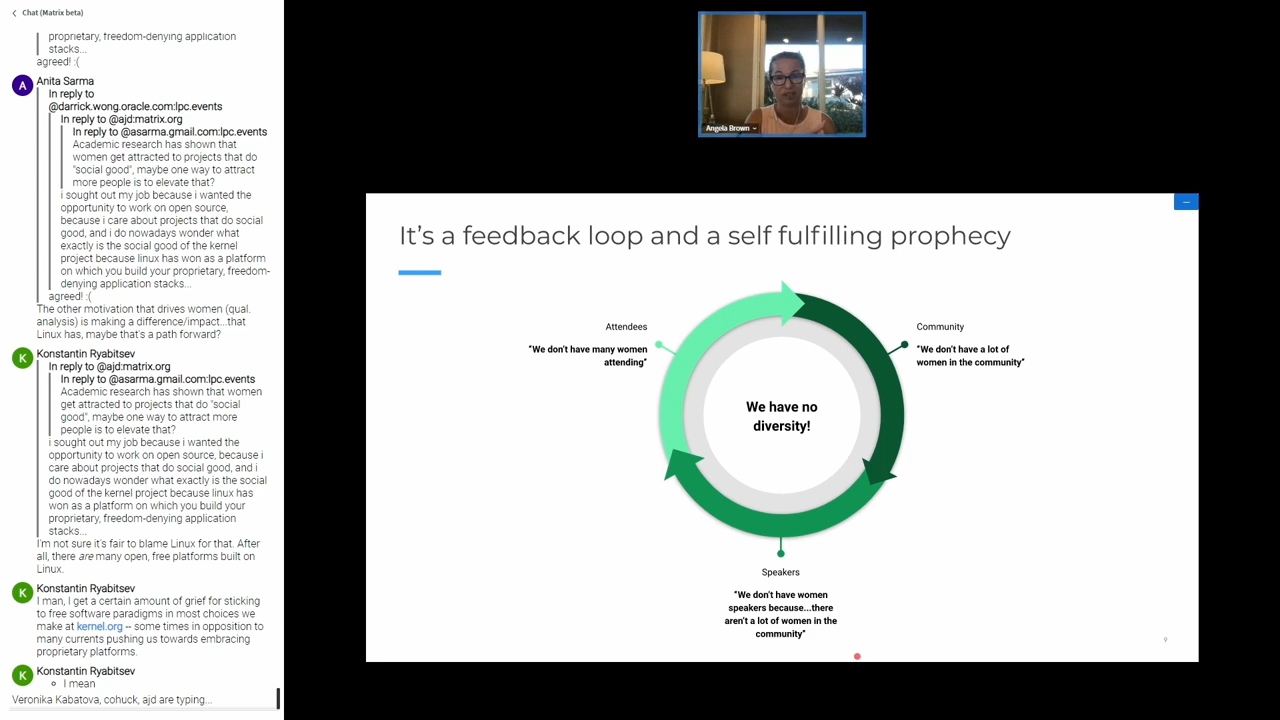 Chat (Matrix beta)
proprietary, freedom-denying application
stacks...
agreed! :(
A
Anita Sarma
In reply to
@darrick.wong.oracle.com:lpc.events
In reply to @ajd:matrix.org
In reply to @asarma.gmail.com:lpc.events
Academic research has shown that
women get attracted to projects that do
"social good", maybe one way to attract
more people is to elevate that?
i sought out my job because i wanted the
opportunity to work on open source,
because i care about projects that do social
good, and i do nowadays wonder what
exactly is the social good of the kernel
project because linux has won as a platform
on which you build your proprietary, freedom-
denying application stacks...
agreed! :(
The other motivation that drives women (qual.
analysis) is making a difference/impact...that
Linux has, maybe that's a path forward?
K
Konstantin Ryabitsev
In reply to @ajd:matrix.org
In reply to @asarma.gmail.com:lpc.events
Academic research has shown that women
get attracted to projects that do "social
good", maybe one way to attract more
people is to elevate that?
i sought out my job because i wanted the
opportunity to work on open source, because i
care about projects that do social good, and i
do nowadays wonder what exactly is the social
good of the kernel project because linux has
won as a platform on which you build your
proprietary, freedom-denying application
stacks...
I'm not sure it's fair to blame Linux for that. After
all, there are many open, free platforms built on
Linux.
K
Konstantin Ryabitsev
I man, I get a certain amount of grief for sticking
to free software paradigms in most choices we
make at kernel.org -- some times in opposition to
many currents pushing us towards embracing
proprietary platforms.
K
Konstantin Ryabitsev
I mean
Veronika Kabatova, cohuck, ajd are typing...
Angela Brown
It's a feedback loop and a self fulfilling prophecy
Attendees
“We don't have many women
attending”
Community
“We don't have a lot of
women in the community”
We have no
diversity!
Speakers
“We don't have women
speakers because...there
aren't a lot of women in the
community”
9